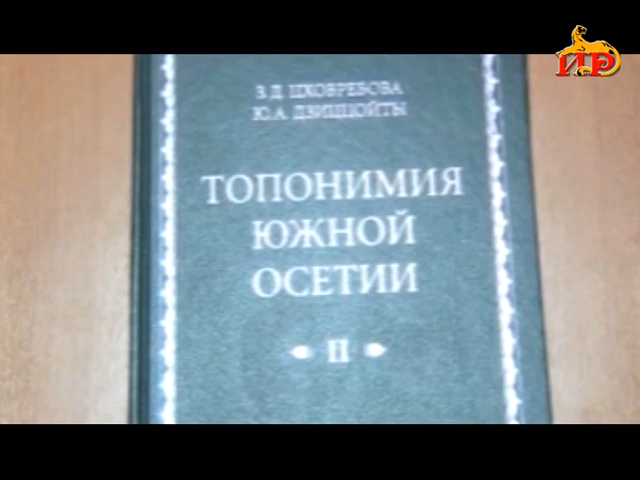 ИР
З.Д. ЦХОВРЕБОВА
Ю.А. ДЗИЦЦОЙТЫ
ТОПОНИМИЯ
ЮЖНОЙ
ОСЕТИИ
II